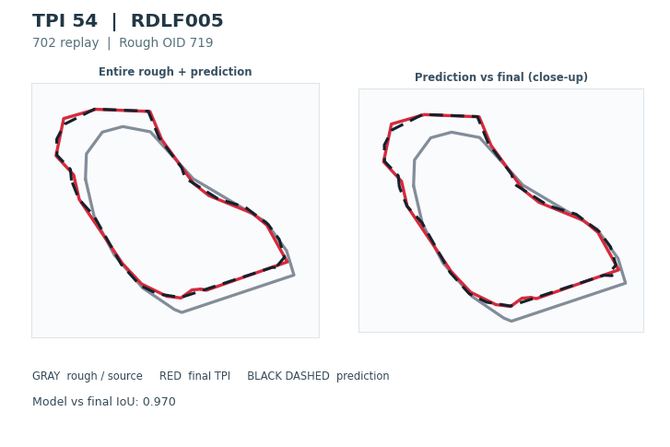 TPI 54 | RDLF005
702 replay | Rough OID 719
Entire rough + prediction
Prediction vs final (close-up)
GRAY rough / source RED final TPI BLACK DASHED prediction
Model vs final IoU: 0.970